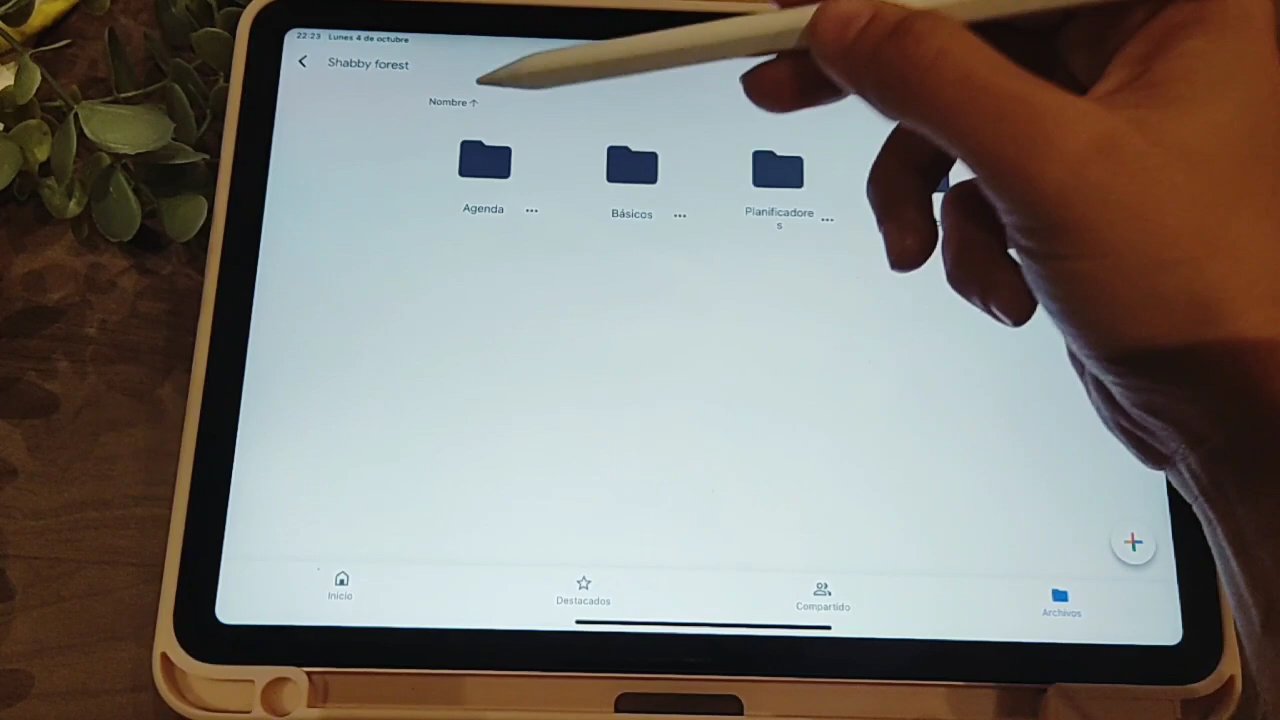 22:23 Lunes 4 de octubre
Shabby forest
Nombre ↑
Agenda ...
Básicos ...
Planificadore
s ...
Inicio
Destacados
Compartido
Archivos